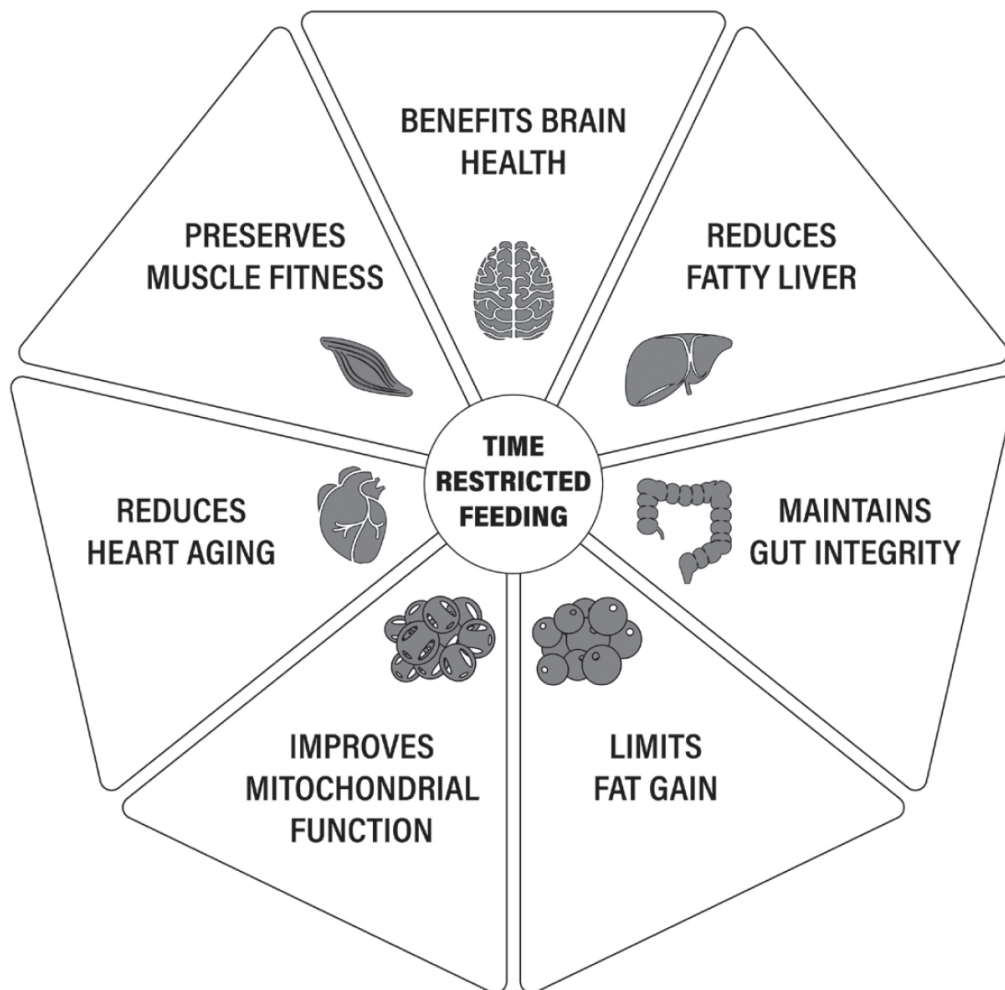 BENEFITS BRAIN
HEALTH
REDUCES
FATTY LIVER
MAINTAINS
GUT INTEGRITY
LIMITS
FAT GAIN
IMPROVES
MITOCHONDRIAL
FUNCTION
REDUCES
HEART AGING
PRESERVES
MUSCLE FITNESS
TIME
RESTRICTED
FEEDING